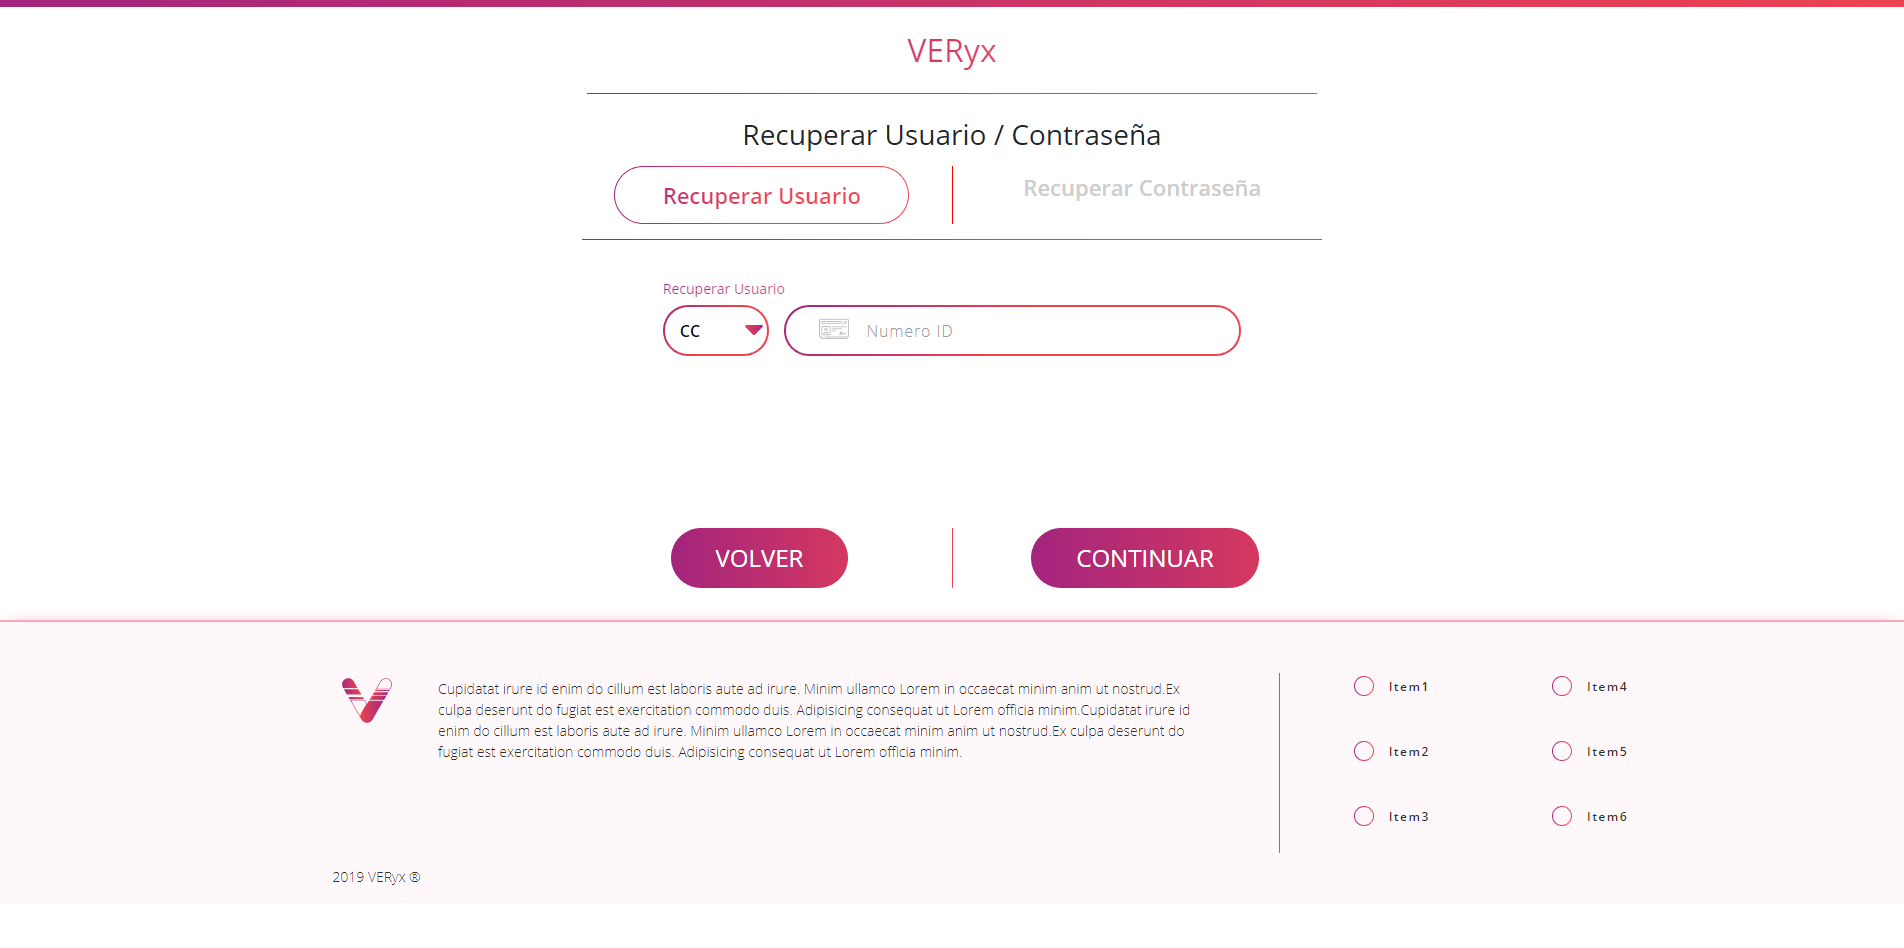 VERyx
Recuperar Usuario / Contraseña
Recuperar Usuario
Recuperar Contraseña
Recuperar Usuario
CC
Numero ID
VOLVER
CONTINUAR
Cupidatat irure id enim do cillum est laboris aute ad irure. Minim ullamco Lorem in occaecat minim anim ut nostrud.Ex
culpa deserunt do fugiat est exercitation commodo duis. Adipisicing consequat ut Lorem officia minim.Cupidatat irure id
enim do cillum est laboris aute ad irure. Minim ullamco Lorem in occaecat minim anim ut nostrud.Ex culpa deserunt do
fugiat est exercitation commodo duis. Adipisicing consequat ut Lorem officia minim.
Item1
Item4
Item2
Item5
Item3
Item6
2019 VERyx ®